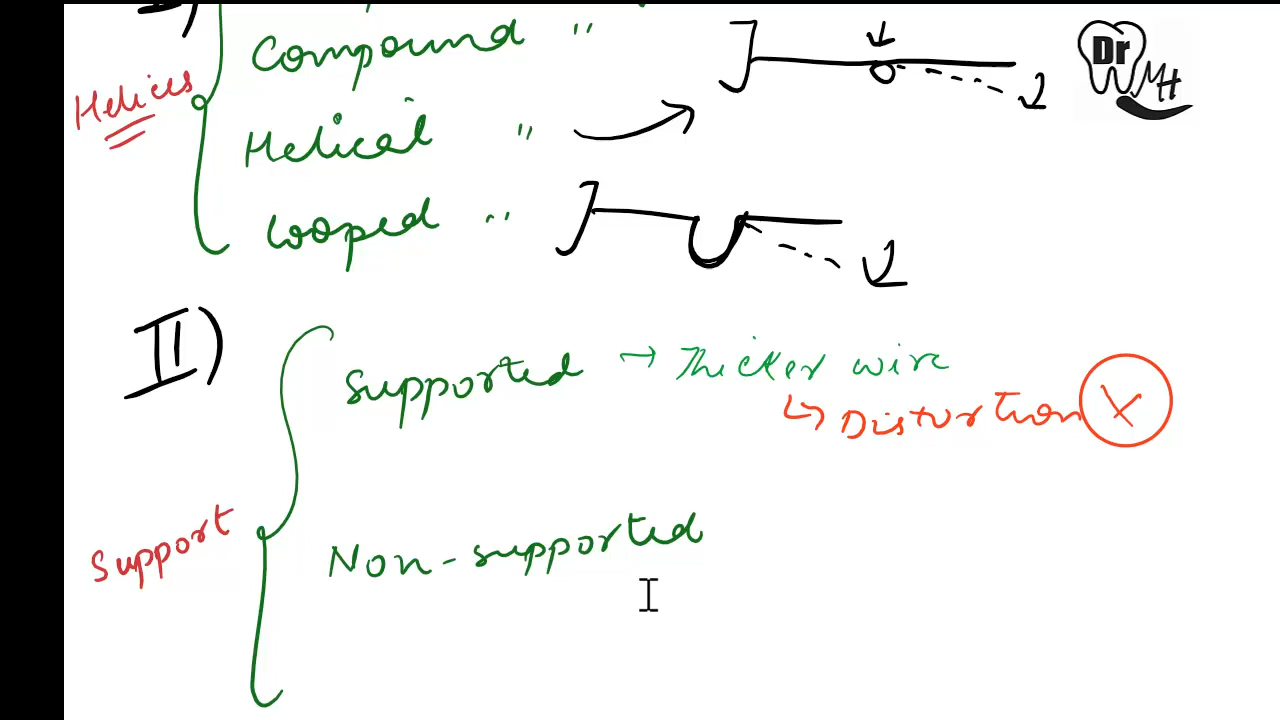 Compound "
Dr
MH
Helices
Helical "
Looped "
II)
Supported → Thicker wire
↳ Distortion X
Support
Non-supported